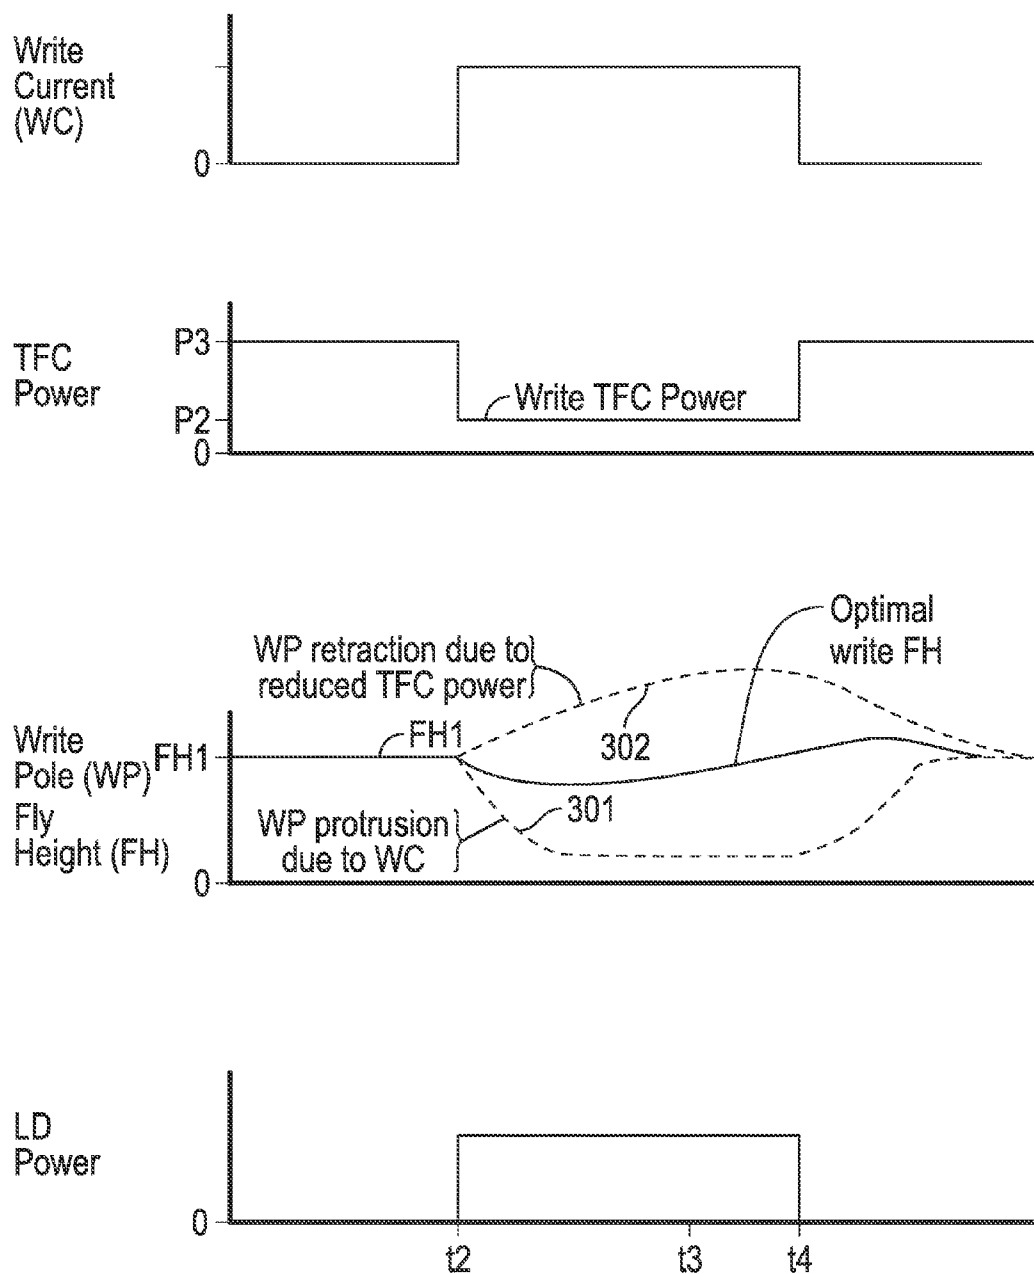 Write
Current
(WC)
0
TFC
Power
P3
P2
0
Write TFC Power
Optimal
write FH
WP retraction due to
reduced TFC power
302
FH1
Write
Pole (WP)
Fly
Height (FH)
FH1
301
WP protrusion
due to WC
0
LD
Power
0
t2
t3
t4